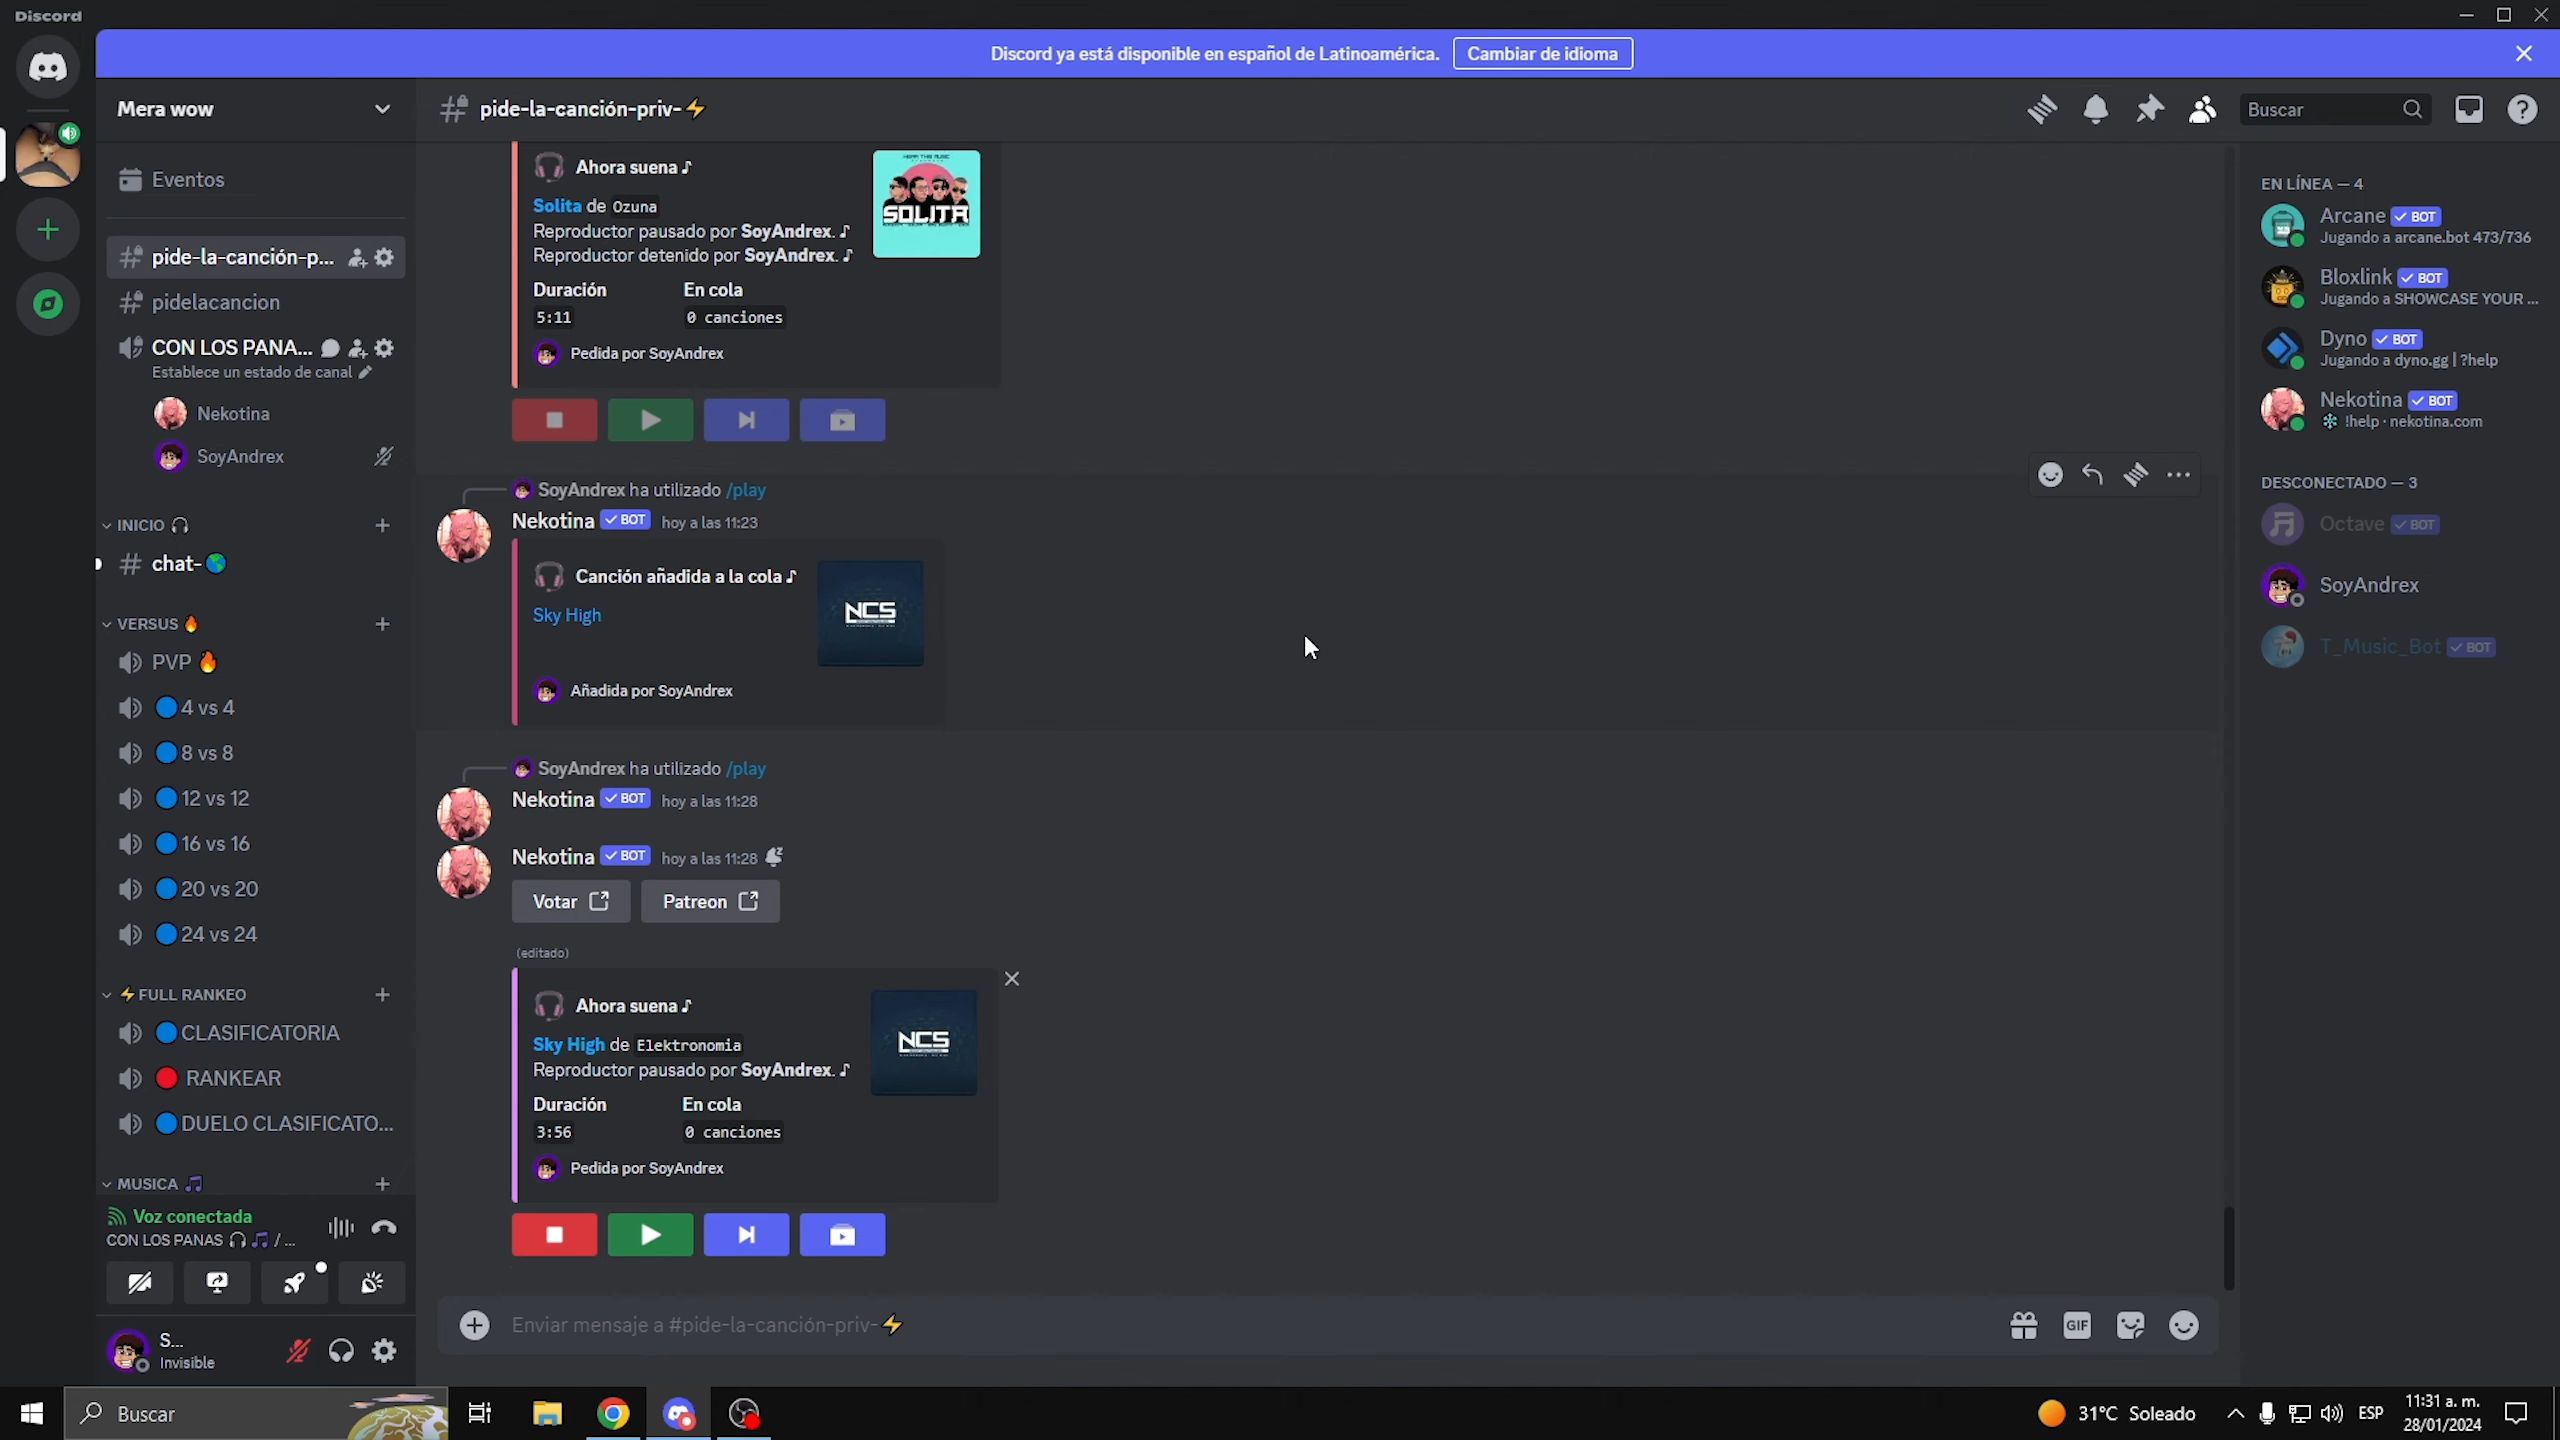 Discord
Discord ya está disponible en español de Latinoamérica.
Cambiar de idioma
Mera wow
pide-la-canción-priv-⚡
Buscar
Eventos
pide-la-canción-p...
pidelacancion
CON LOS PANA...
Establece un estado de canal
Nekotina
SoyAndrex
INICIO 🎧
chat-🌎
VERSUS 🔥
PVP 🔥
🔵4 vs 4
🔵8 vs 8
🔵12 vs 12
🔵16 vs 16
🔵20 vs 20
🔵24 vs 24
⚡FULL RANKEO
🔵CLASIFICATORIA
🔴 RANKEAR
🔵DUELO CLASIFICATO...
MUSICA 🎵
Voz conectada
CON LOS PANAS 🎧🎵 / ...
S...
Invisible
Ahora suena ♪
Solita de Ozuna
Reproductor pausado por SoyAndrex. ♪
Reproductor detenido por SoyAndrex. ♪
Duración En cola
5:11 0 canciones
Pedida por SoyAndrex
SOLITA
SoyAndrex ha utilizado /play
Nekotina ✓ BOT hoy a las 11:23
Canción añadida a la cola ♪
Sky High
Añadida por SoyAndrex
NCS
SoyAndrex ha utilizado /play
Nekotina ✓ BOT hoy a las 11:28
Nekotina ✓ BOT hoy a las 11:28
Votar
Patreon
(editado)
Ahora suena ♪
Sky High de Elektronomia
Reproductor pausado por SoyAndrex. ♪
Duración En cola
3:56 0 canciones
Pedida por SoyAndrex
NCS
Enviar mensaje a #pide-la-canción-priv-⚡
GIF
EN LÍNEA — 4
Arcane ✓ BOT
Jugando a arcane.bot 473/736
Bloxlink ✓ BOT
Jugando a SHOWCASE YOUR ...
Dyno ✓ BOT
Jugando a dyno.gg | ?help
Nekotina ✓ BOT
!help · nekotina.com
DESCONECTADO — 3
Octave ✓ BOT
SoyAndrex
T_Music_Bot ✓ BOT
Buscar
31°C Soleado
ESP
11:31 a. m.
28/01/2024